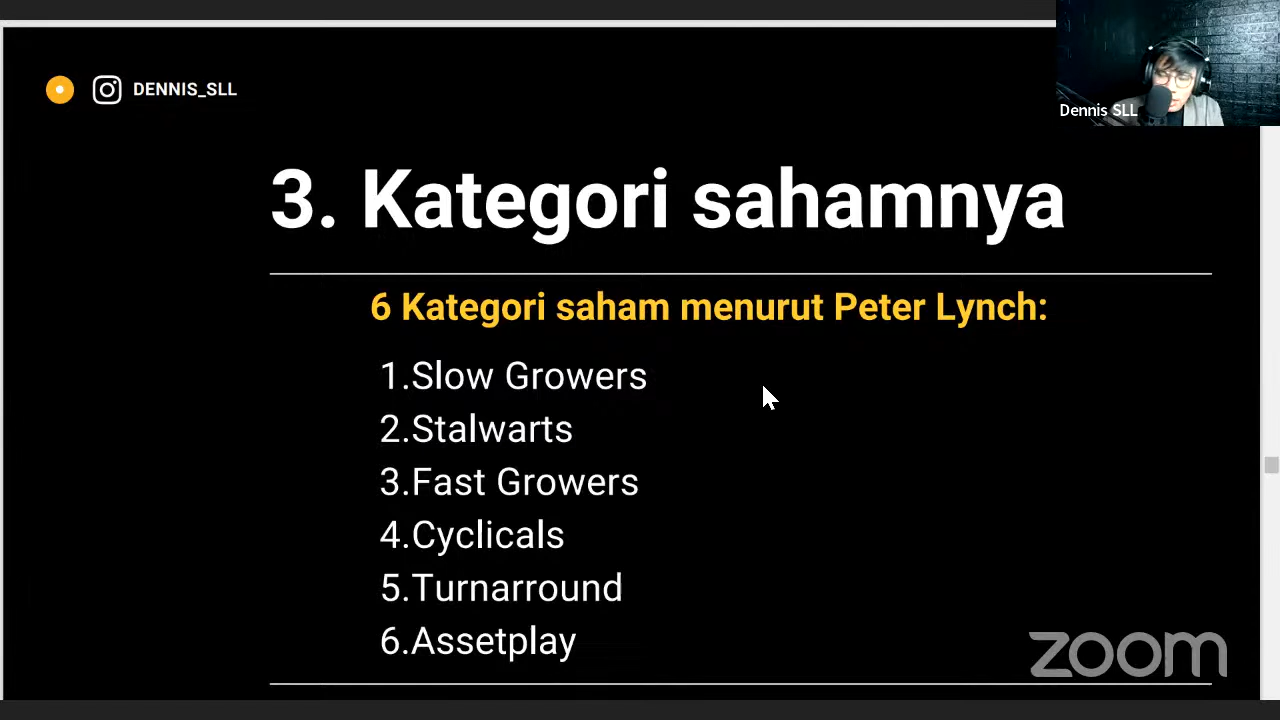 DENNIS_SLL
Dennis SLL
3. Kategori sahamnya
6 Kategori saham menurut Peter Lynch:
1.Slow Growers
2.Stalwarts
3.Fast Growers
4.Cyclicals
5.Turnarround
6.Assetplay
zoom